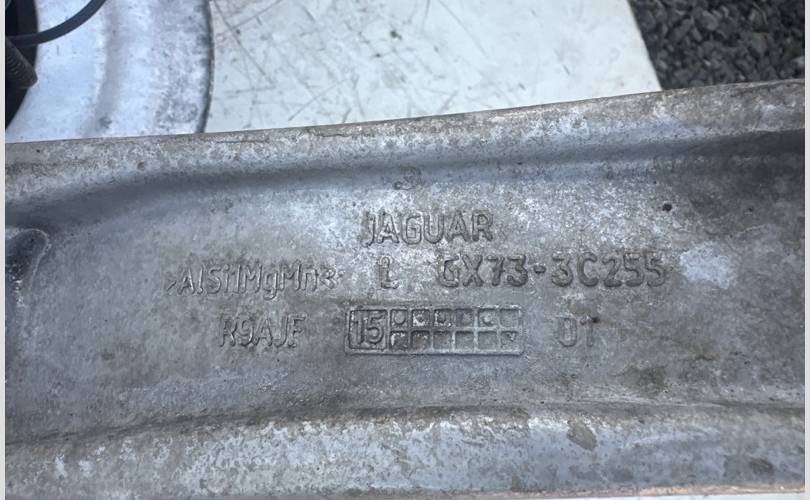 JAGUAR
>AlSi1MgMn< L GX73-3C255
R9AJF 15 01